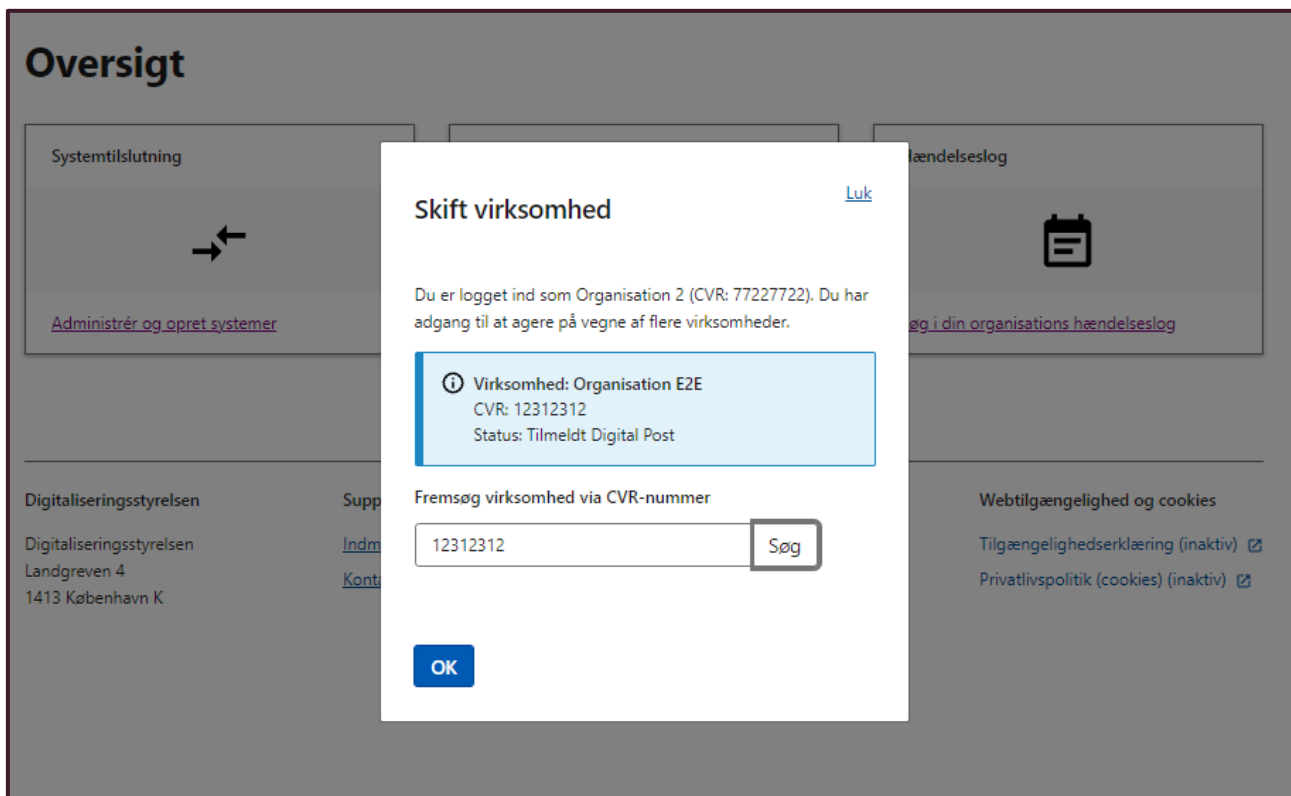 Oversigt
Systemtilslutning
Administrér og opret systemer
Hændelseslog
øg i din organisations hændelseslog
Skift virksomhed
Luk
Du er logget ind som Organisation 2 (CVR: 77227722). Du har
adgang til at agere på vegne af flere virksomheder.
Virksomhed: Organisation E2E
CVR: 12312312
Status: Tilmeldt Digital Post
Fremsøg virksomhed via CVR-nummer
12312312
Søg
OK
Digitaliseringsstyrelsen
Digitaliseringsstyrelsen
Landgreven 4
1413 København K
Supp
Indm
Konta
Webtilgængelighed og cookies
Tilgængelighedserklæring (inaktiv)
Privatlivspolitik (cookies) (inaktiv)